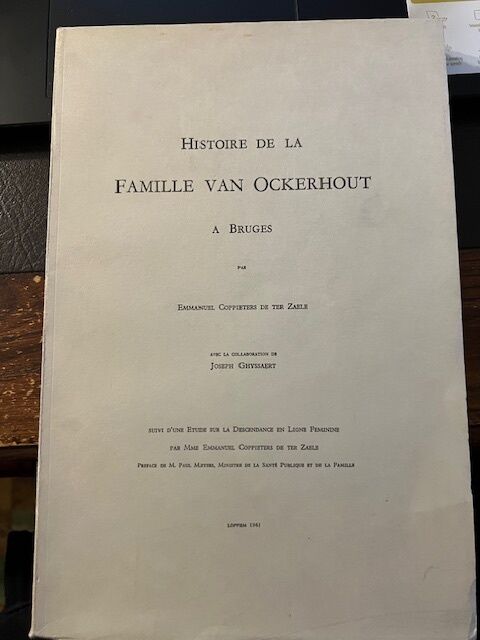 HISTOIRE DE LA
FAMILLE VAN OCKERHOUT
A BRUGES
PAR
EMMANUEL COPPIETERS DE TER ZAELE
AVEC LA COLLABORATION DE
JOSEPH GHYSSAERT
SUIVI D'UNE ETUDE SUR LA DESCENDANCE EN LIGNE FEMININE
PAR MME EMMANUEL COPPIETERS DE TER ZAELE
PREFACE DE M. PAUL MEYERS, MINISTRE DE LA SANTÉ PUBLIQUE ET DE LA FAMILLE
LOPPEM 1961